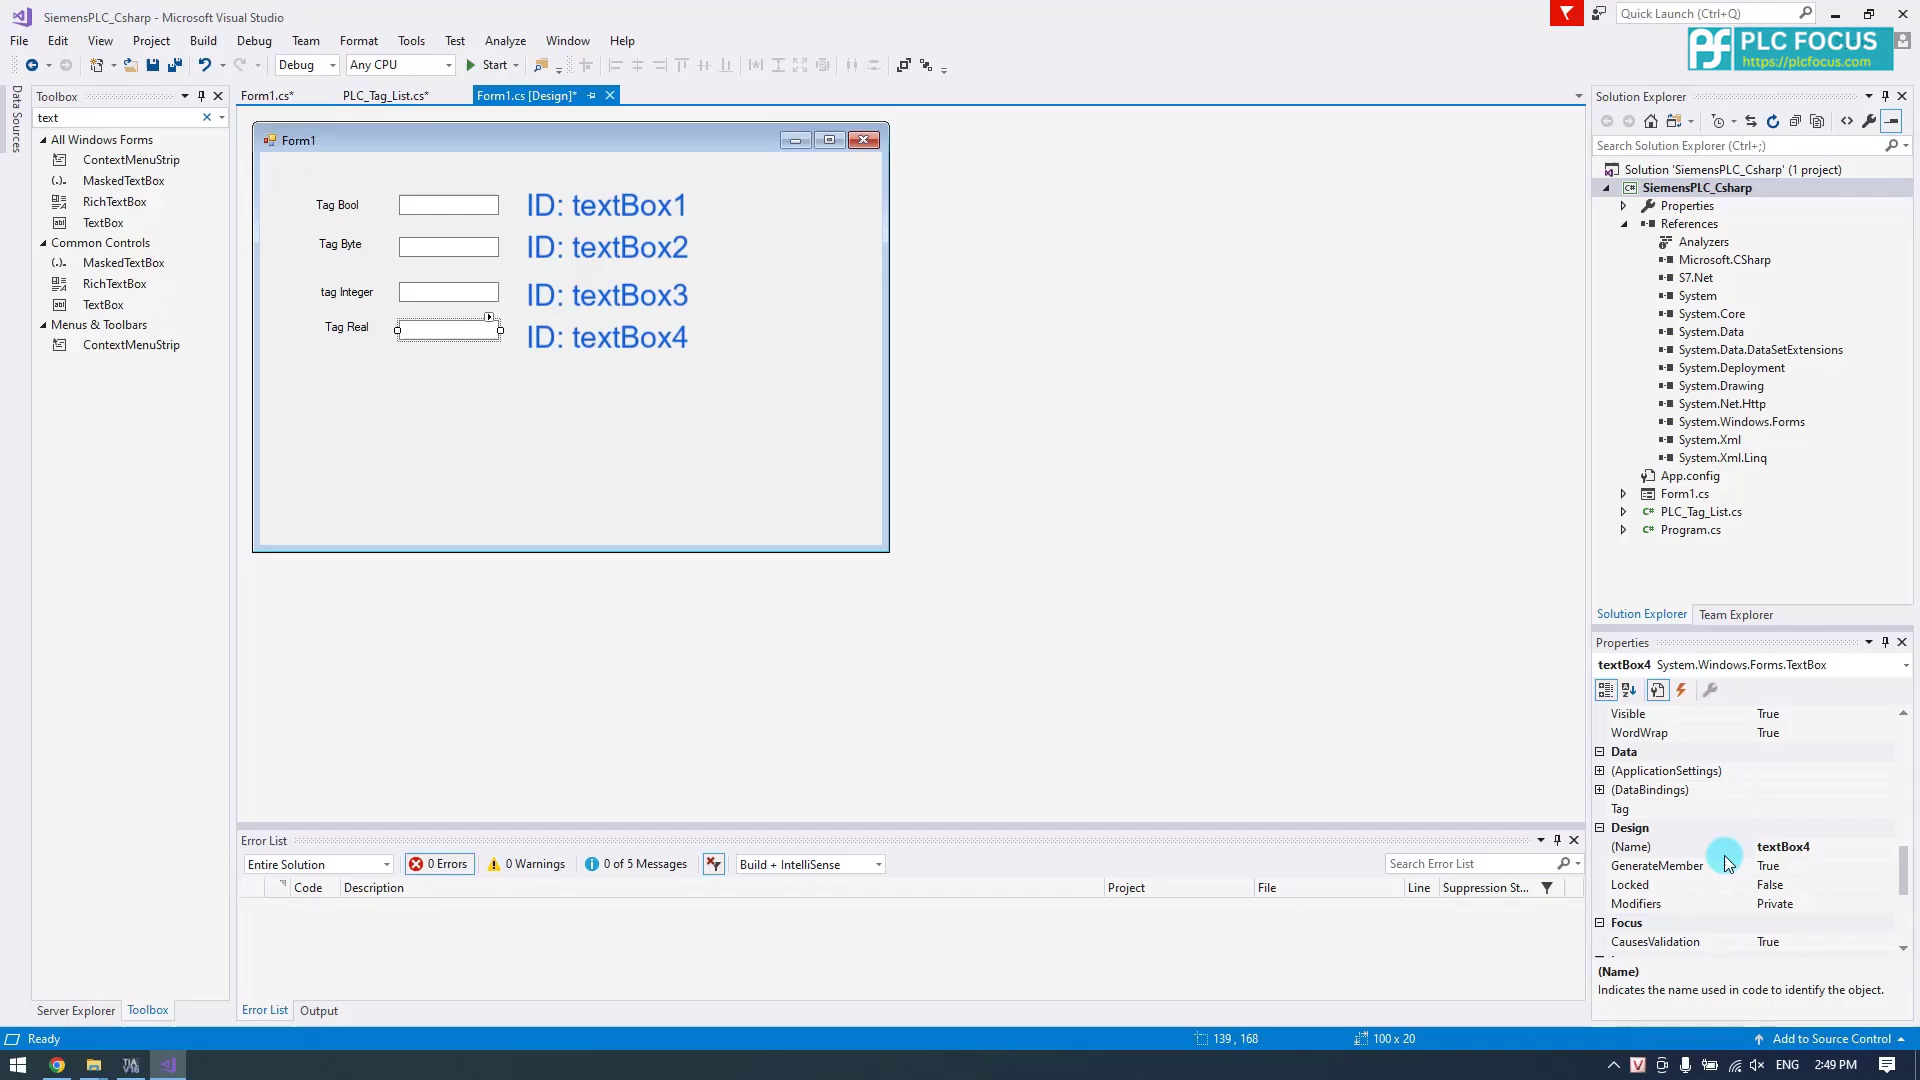 SiemensPLC_Csharp - Microsoft Visual Studio
Quick Launch (Ctrl+Q)
File Edit View Project Build Debug Team Format Tools Test Analyze Window Help
PLC FOCUS
https://plcfocus.com
Debug Any CPU Start
Data Sources
Toolbox
text
All Windows Forms
ContextMenuStrip
MaskedTextBox
RichTextBox
TextBox
Common Controls
MaskedTextBox
RichTextBox
TextBox
Menus & Toolbars
ContextMenuStrip
Server Explorer Toolbox
Form1.cs* PLC_Tag_List.cs* Form1.cs [Design]*
Form1
Tag Bool ID: textBox1
Tag Byte ID: textBox2
tag Integer ID: textBox3
Tag Real ID: textBox4
Error List
Entire Solution 0 Errors 0 Warnings 0 of 5 Messages Build + IntelliSense Search Error List
Code Description Project File Line Suppression St...
Error List Output
Solution Explorer
Search Solution Explorer (Ctrl+;)
Solution 'SiemensPLC_Csharp' (1 project)
SiemensPLC_Csharp
Properties
References
Analyzers
Microsoft.CSharp
S7.Net
System
System.Core
System.Data
System.Data.DataSetExtensions
System.Deployment
System.Drawing
System.Net.Http
System.Windows.Forms
System.Xml
System.Xml.Linq
App.config
Form1.cs
PLC_Tag_List.cs
Program.cs
Solution Explorer Team Explorer
Properties
textBox4 System.Windows.Forms.TextBox
Visible True
WordWrap True
Data
(ApplicationSettings)
(DataBindings)
Tag
Design
(Name) textBox4
GenerateMember True
Locked False
Modifiers Private
Focus
CausesValidation True
(Name)
Indicates the name used in code to identify the object.
Ready 139 , 168 100 x 20 Add to Source Control
ENG 2:49 PM